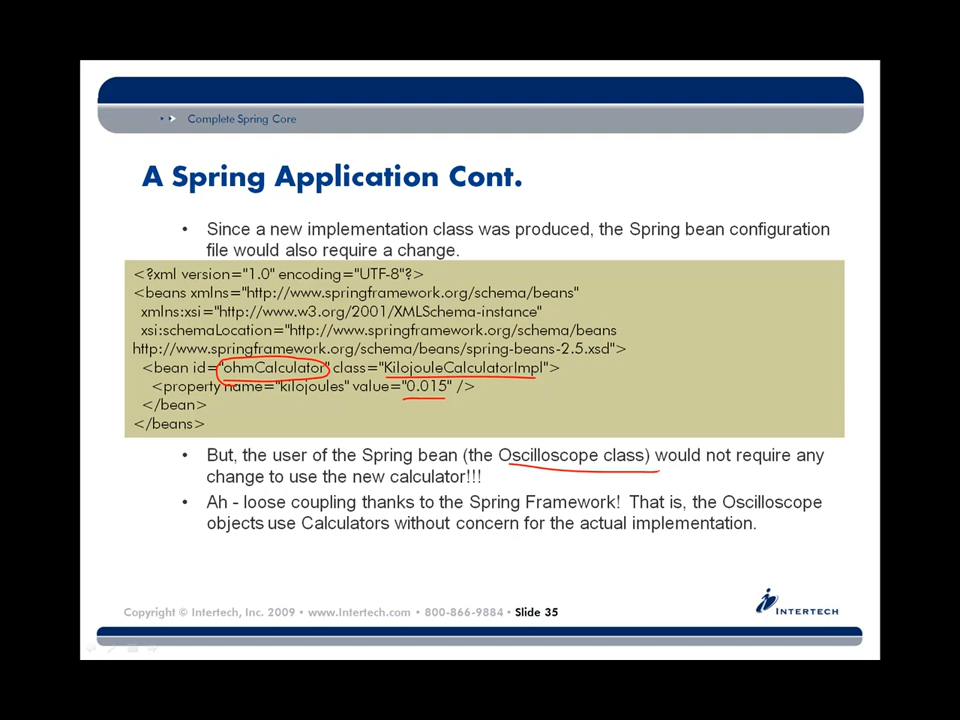 Complete Spring Core
A Spring Application Cont.
• Since a new implementation class was produced, the Spring bean configuration
file would also require a change.
<?xml version="1.0" encoding="UTF-8"?>
<beans xmlns="http://www.springframework.org/schema/beans"
xmlns:xsi="http://www.w3.org/2001/XMLSchema-instance"
xsi:schemaLocation="http://www.springframework.org/schema/beans
http://www.springframework.org/schema/beans/spring-beans-2.5.xsd">
<bean id="ohmCalculator" class="KilojouleCalculatorImpl">
<property name="kilojoules" value="0.015" />
</bean>
</beans>
• But, the user of the Spring bean (the Oscilloscope class) would not require any
change to use the new calculator!!!
• Ah - loose coupling thanks to the Spring Framework! That is, the Oscilloscope
objects use Calculators without concern for the actual implementation.
Copyright © Intertech, Inc. 2009 • www.Intertech.com • 800-866-9884 • Slide 35
INTERTECH